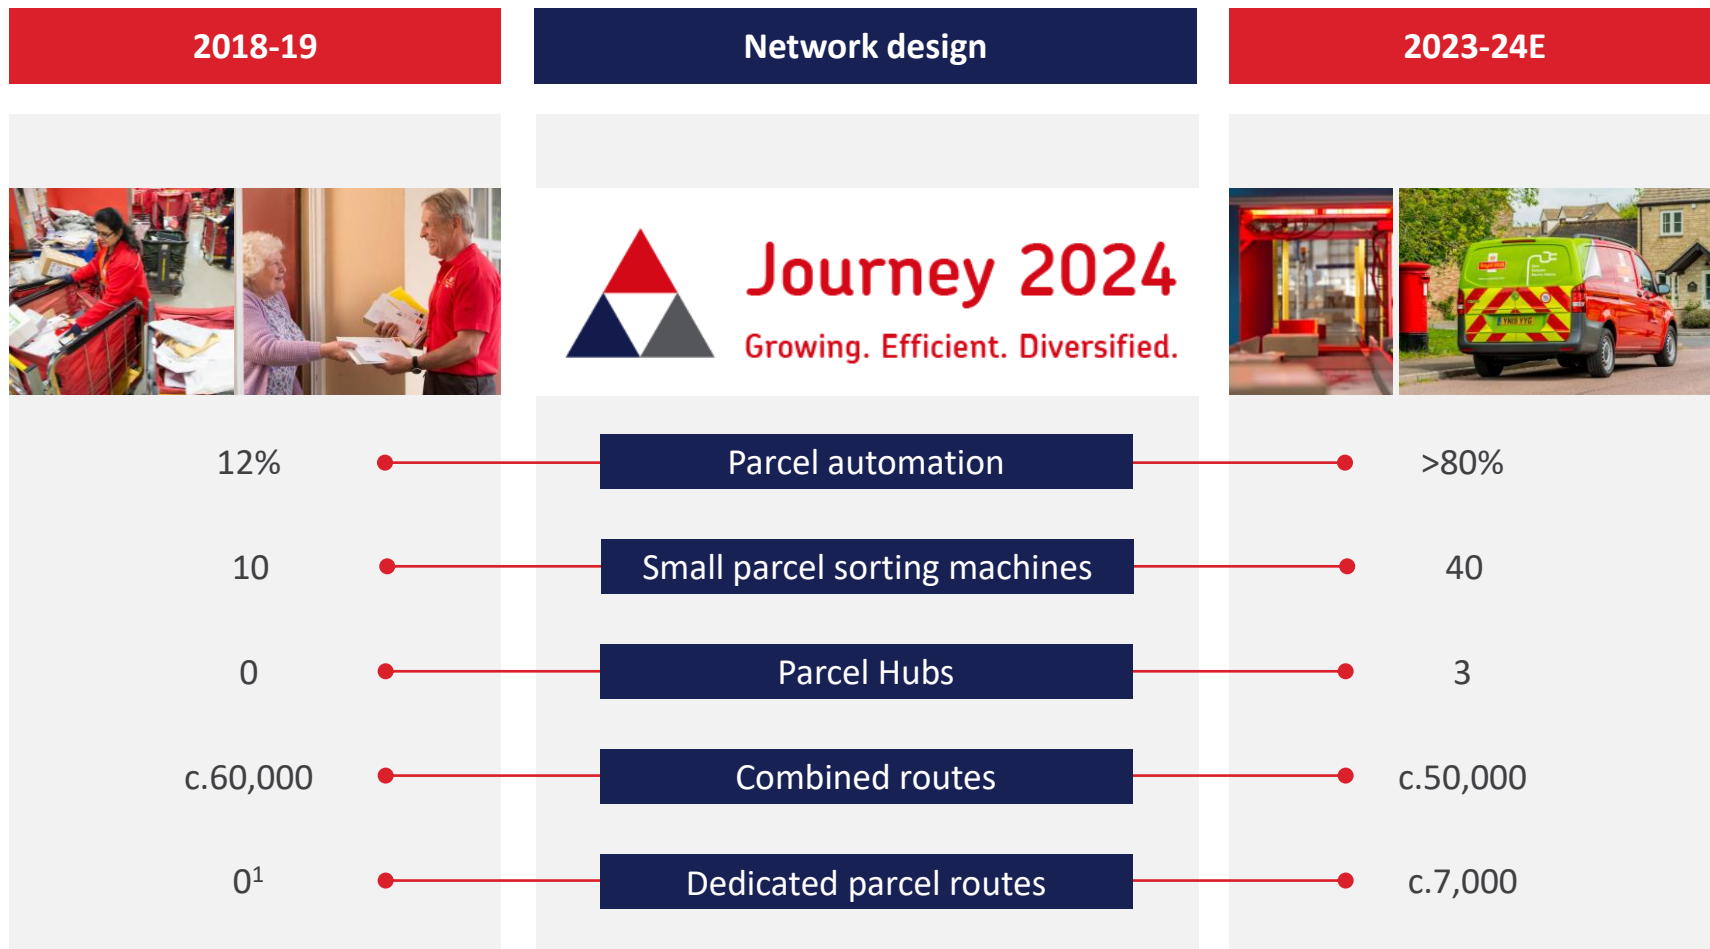 2018-19
Network design
2023-24E
Journey 2024
Growing. Efficient. Diversified.
12%
Parcel automation
>80%
10
Small parcel sorting machines
40
0
Parcel Hubs
3
c.60,000
Combined routes
c.50,000
0¹
Dedicated parcel routes
c.7,000